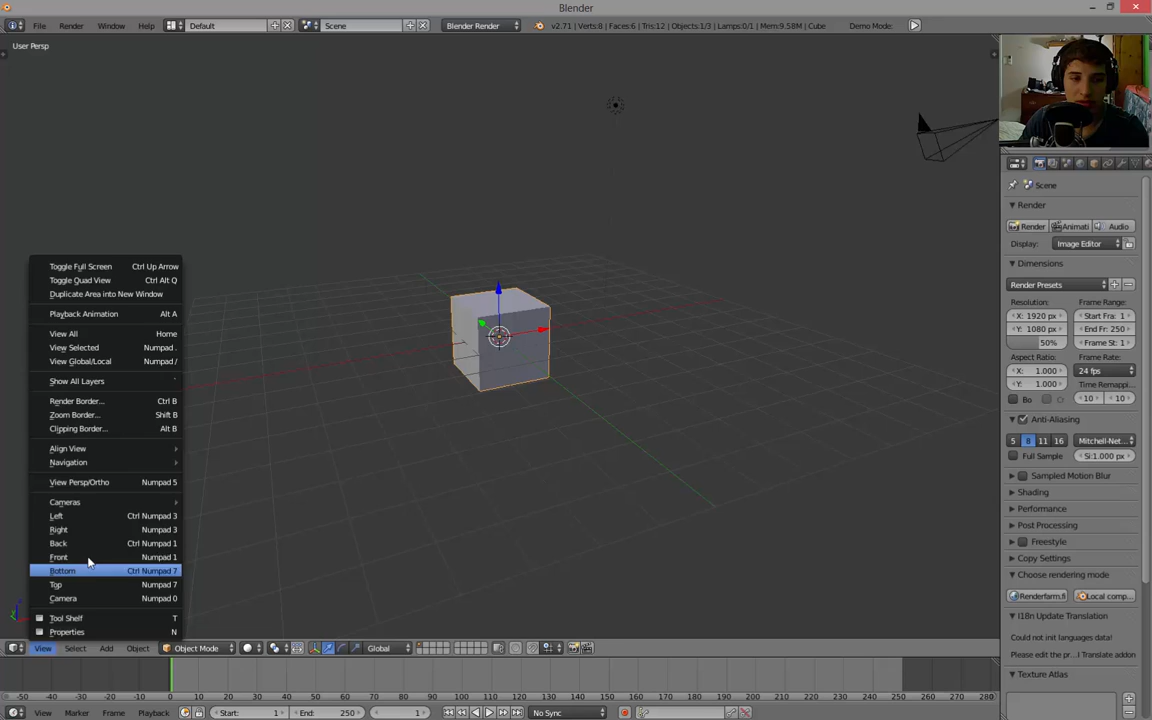 Blender
File Render Window Help Default Scene Blender Render v2.71 | Verts:8 | Faces:6 | Tris:12 | Objects:1/3 | Lamps:0/1 | Mem:9.58M | Cube Demo Mode:
User Persp
Scene
Render
Render Animati Audio
Display: Image Editor
Dimensions
Render Presets
Resolution: Frame Range:
X: 1920 px Start Fra: 1
Y: 1080 px End Fr: 250
50% Frame St: 1
Aspect Ratio: Frame Rate:
X: 1.000 24 fps
Y: 1.000 Time Remappi
Bo 10 10
Anti-Aliasing
5 8 11 16 Mitchell-Net...
Full Sample Si:1.000 px
Sampled Motion Blur
Shading
Performance
Post Processing
Freestyle
Copy Settings
Choose rendering mode
Renderfarm.fi Local comp...
I18n Update Translation
Could not init languages data!
Please edit the pr...I Translate addon
Texture Atlas
Toggle Full Screen Ctrl Up Arrow
Toggle Quad View Ctrl Alt Q
Duplicate Area into New Window
Playback Animation Alt A
View All Home
View Selected Numpad .
View Global/Local Numpad /
Show All Layers `
Render Border... Ctrl B
Zoom Border... Shift B
Clipping Border... Alt B
Align View
Navigation
View Persp/Ortho Numpad 5
Cameras
Left Ctrl Numpad 3
Right Numpad 3
Back Ctrl Numpad 1
Front Numpad 1
Bottom Ctrl Numpad 7
Top Numpad 7
Camera Numpad 0
Tool Shelf T
Properties N
View Select Add Object Object Mode Global
-50 -40 -30 -20 -10 0 10 20 30 40 50 60 70 80 90 100 110 120 130 140 150 160 170 180 190 200 210 220 230 240 250 260 270 280
View Marker Frame Playback Start: 1 End: 250 1 No Sync